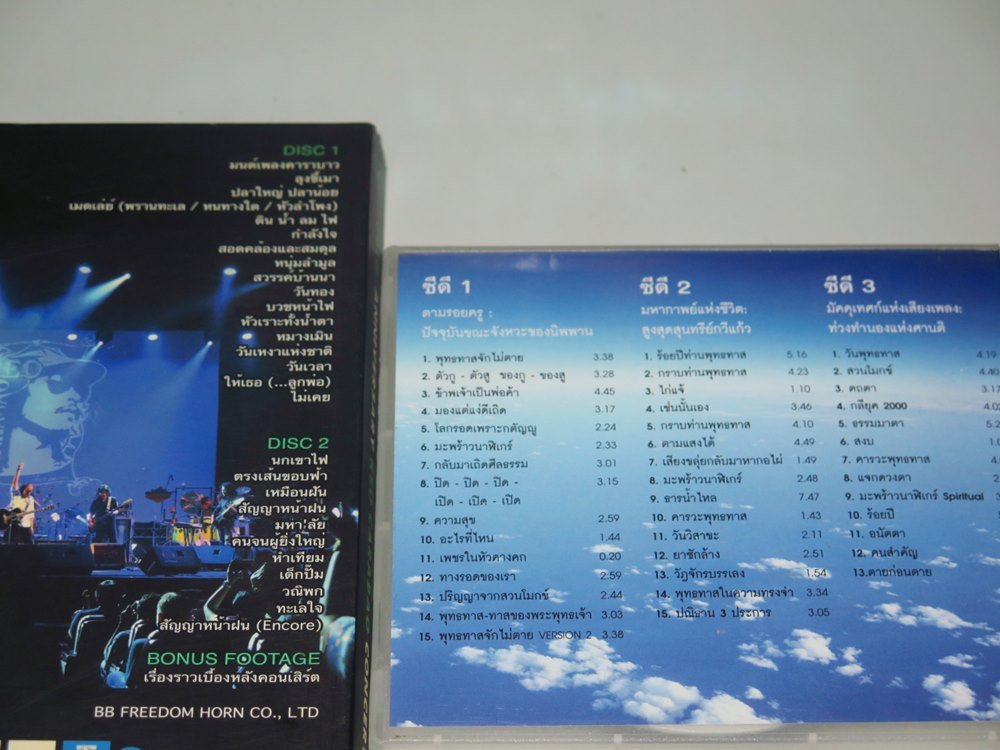 DISC 1
มนต์เพลงคาราบาว
ลุงขี้เมา
ปลาใหญ่ ปลาน้อย
เมดเล่ย์ (พรานทะเล / หนทางใด / หัวลำโพง)
ดิน น้ำ ลม ไฟ
กำลังใจ
สอดคล้องและสมดุล
หนุ่มลำมูล
สวรรค์บ้านนา
วันทอง
บวชหน้าไฟ
หัวเราะทั้งน้ำตา
หมางเมิน
วันเหงาแห่งชาติ
วันเวลา
ให้เธอ (...ลูกพ่อ)
ไม่เคย
DISC 2
นกเขาไฟ
ตรงเส้นขอบฟ้า
เหมือนฝัน
สัญญาหน้าฝน
มหา'ลัย
คนจนผู้ยิ่งใหญ่
ทำเทียม
เด็กปั๊ม
วณิพก
ทะเลใจ
สัญญาหน้าฝน (Encore)
BONUS FOOTAGE
เรื่องราวเบื้องหลังคอนเสิร์ต
BB FREEDOM HORN CO., LTD
ซีดี 1
ตามรอยครู :
ปัจจุบันขณะจังหวะของนิพพาน
1. พุทธทาสจักไม่ตาย 3.38
2. ตัวกู - ตัวสู ของกู - ของสู 3.28
3. ข้าพเจ้าเป็นพ่อค้า 4.45
4. มองแต่แง่ดีเถิด 3.17
5. โลกรอดเพราะกตัญญู 2.24
6. มะพร้าวนาฬิเกร์ 2.33
7. กลับมาเถิดศีลธรรม 3.01
8. ปิด - ปิด - ปิด - 3.15
เปิด - เปิด - เปิด
9. ความสุข 2.59
10. อะไรที่ไหน 1.44
11. เพชรในหัวคางคก 0.20
12. ทางรอดของเรา 2.59
13. ปริญญาจากสวนโมกข์ 2.44
14. พุทธทาส-ทาสของพระพุทธเจ้า 3.03
15. พุทธทาสจักไม่ตาย VERSION 2 3.38
ซีดี 2
มหากาพย์แห่งชีวิต:
สูงสุดสุนทรีย์กวีแก้ว
1. ร้อยปีท่านพุทธทาส 5.16
2. กราบท่านพุทธทาส 4.23
3. ไก่แจ้ 1.10
4. เช่นนั้นเอง 3.46
5. กราบท่านพุทธทาส 4.10
6. ตามแสงใต้ 4.49
7. เสียงขลุ่ยกลับมาหากอไผ่ 1.49
8. มะพร้าวนาฬิเกร์ 2.48
9. ธารน้ำไหล 7.47
10. คารวะพุทธทาส 1.43
11. วันวิสาขะ 2.11
12. ยาชักล้าง 2.51
13. วัฏจักรบรรเลง 1.54
14. พุทธทาสในความทรงจำ 3.34
15. ปณิธาน 3 ประการ 3.05
ซีดี 3
มัคคุเทศก์แห่งเสียงเพลง:
ท่วงทำนองแห่งศานติ
1. วันพุทธทาส 4.19
2. สวนโมกข์ 4.40
3. ตถตา 3.17
4. กลียุค 2000
5. ธรรมมาตา
6. สงบ
7. คารวะพุทธทาส
8. แจกดวงตา
9. มะพร้าวนาฬิเกร์ Spiritual
10. ร้อยปี
11. อนัตตา
12. คนสำคัญ
13. ตายก่อนตาย